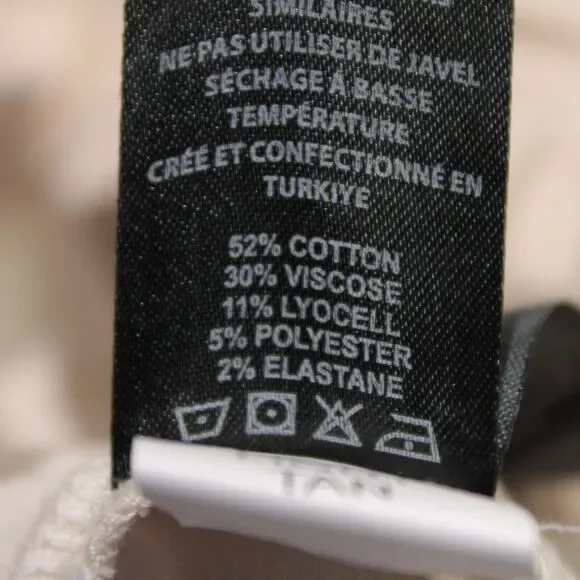 SIMILAIRES
NE PAS UTILISER DE JAVEL
SÉCHAGE À BASSE
TEMPÉRATURE
CRÉÉ ET CONFECTIONNÉ EN
TURKIYE
52% COTTON
30% VISCOSE
11% LYOCELL
5% POLYESTER
2% ELASTANE
TAN